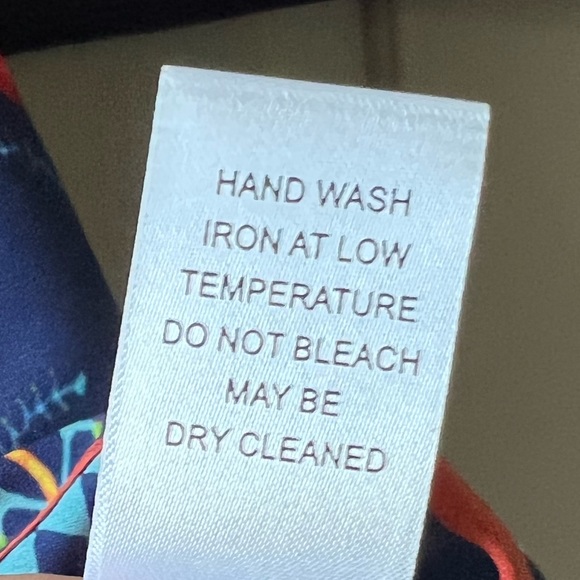 HAND WASH
IRON AT LOW
TEMPERATURE
DO NOT BLEACH
MAY BE
DRY CLEANED